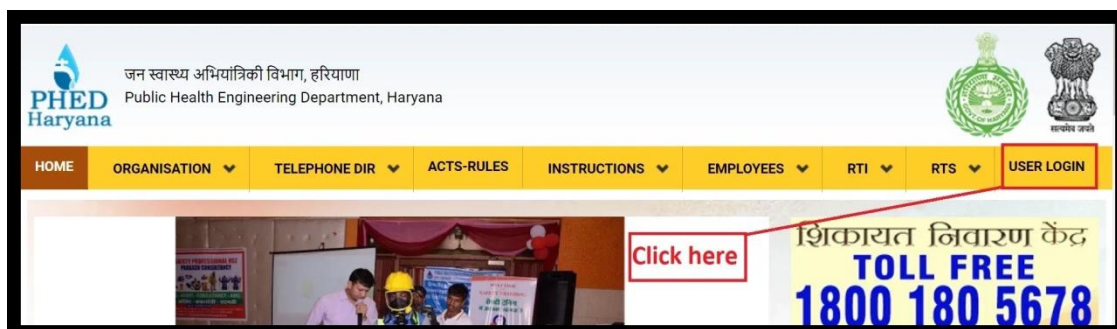 जन स्वास्थ्य अभियांत्रिकी विभाग, हरियाणा
PHED
Public Health Engineering Department, Haryana
Haryana
सत्यमेव जयते
HOME ORGANISATION TELEPHONE DIR ACTS-RULES INSTRUCTIONS EMPLOYEES RTI RTS USER LOGIN
Click here
शिकायत निवारण केंद्र
TOLL FREE
1800 180 5678